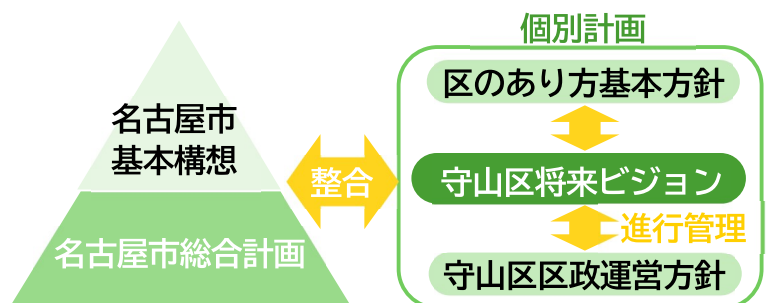 名古屋市
基本構想
名古屋市総合計画
整合
個別計画
区のあり方基本方針
守山区将来ビジョン
進行管理
守山区区政運営方針